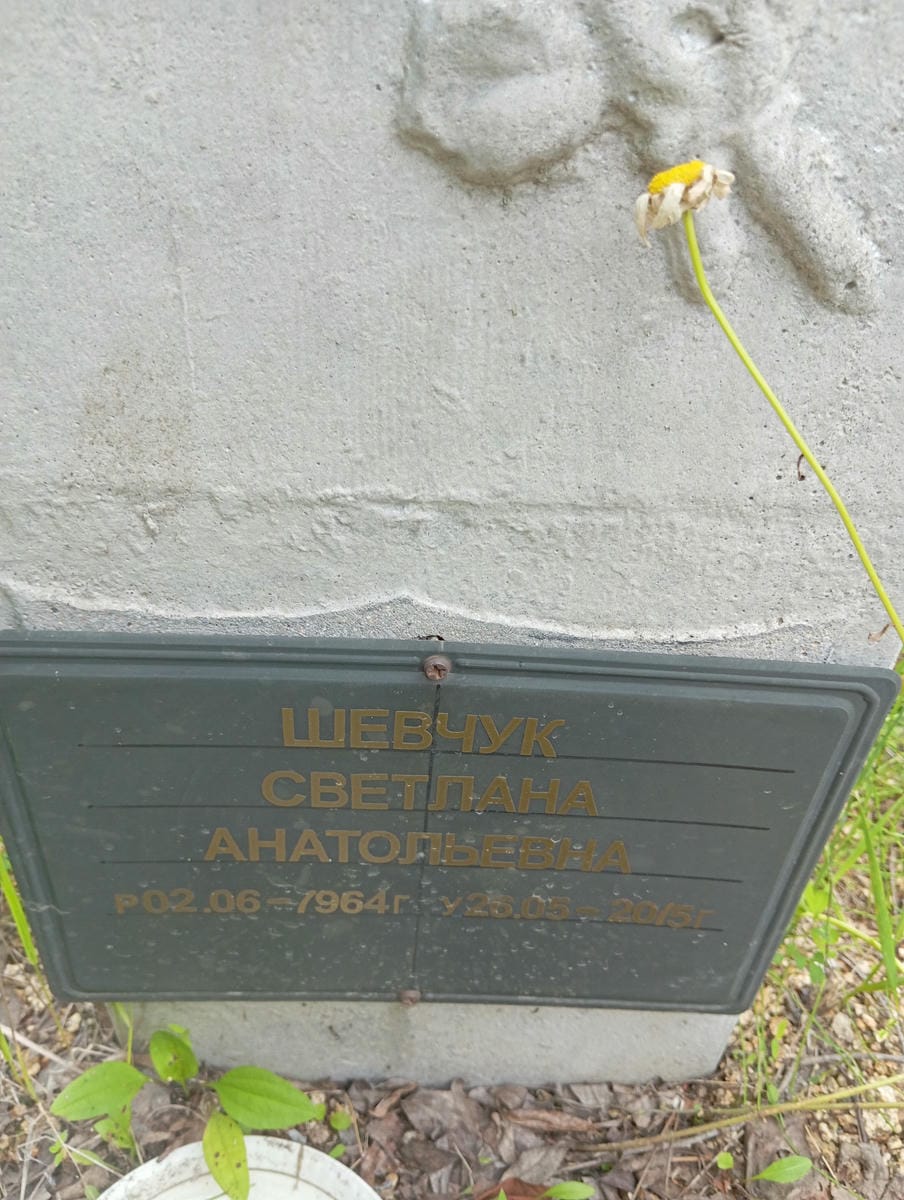 ШЕВЧУК
СВЕТЛАНА
АНАТОЛЬЕВНА
р02.06-1964г у26.05-2015г